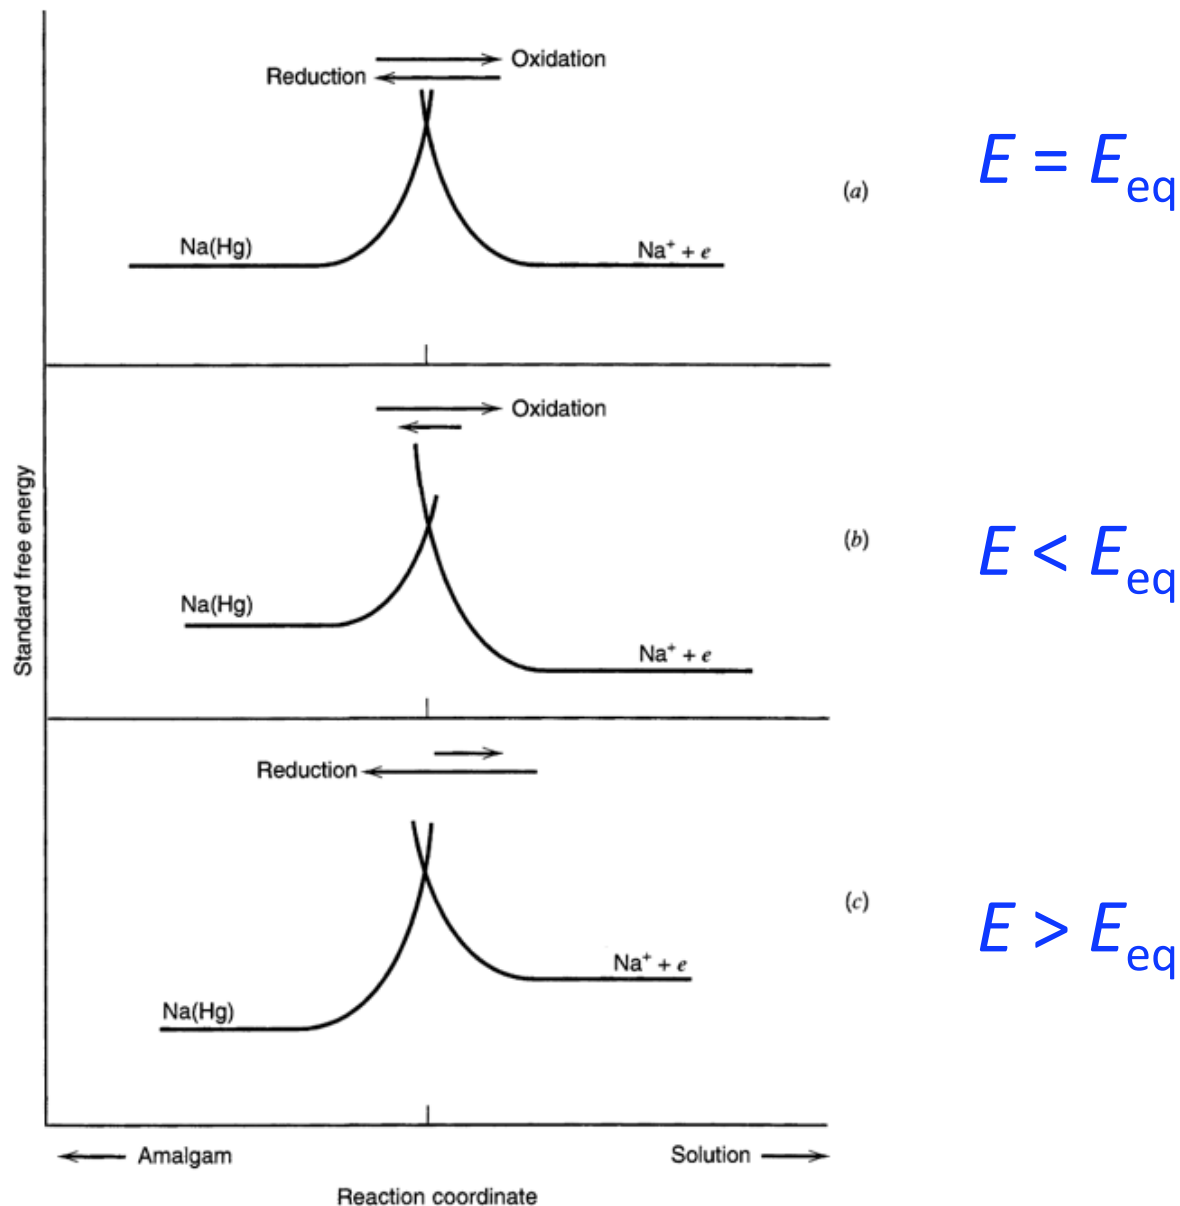 Oxidation
Reduction
E = Eeq
(a)
Na(Hg)
Na⁺ + e
Oxidation
Standard free energy
(b)
E < Eeq
Na(Hg)
Na⁺ + e
Reduction
(c)
E > Eeq
Na⁺ + e
Na(Hg)
Amalgam
Solution
Reaction coordinate